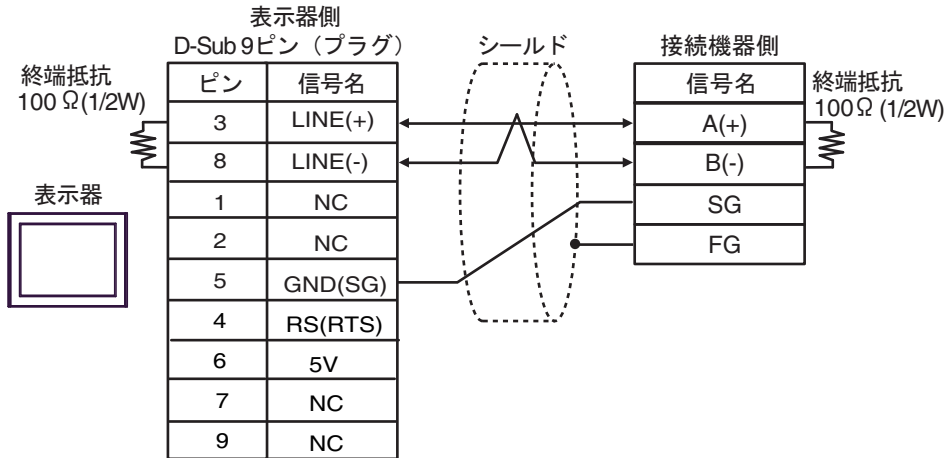 表示器側
D-Sub 9ピン（プラグ）
シールド
接続機器側
終端抵抗
100Ω(1/2W)
ピン 信号名
3 LINE(+)
8 LINE(-)
1 NC
2 NC
5 GND(SG)
4 RS(RTS)
6 5V
7 NC
9 NC
表示器
信号名
A(+)
B(-)
SG
FG
終端抵抗
100Ω(1/2W)